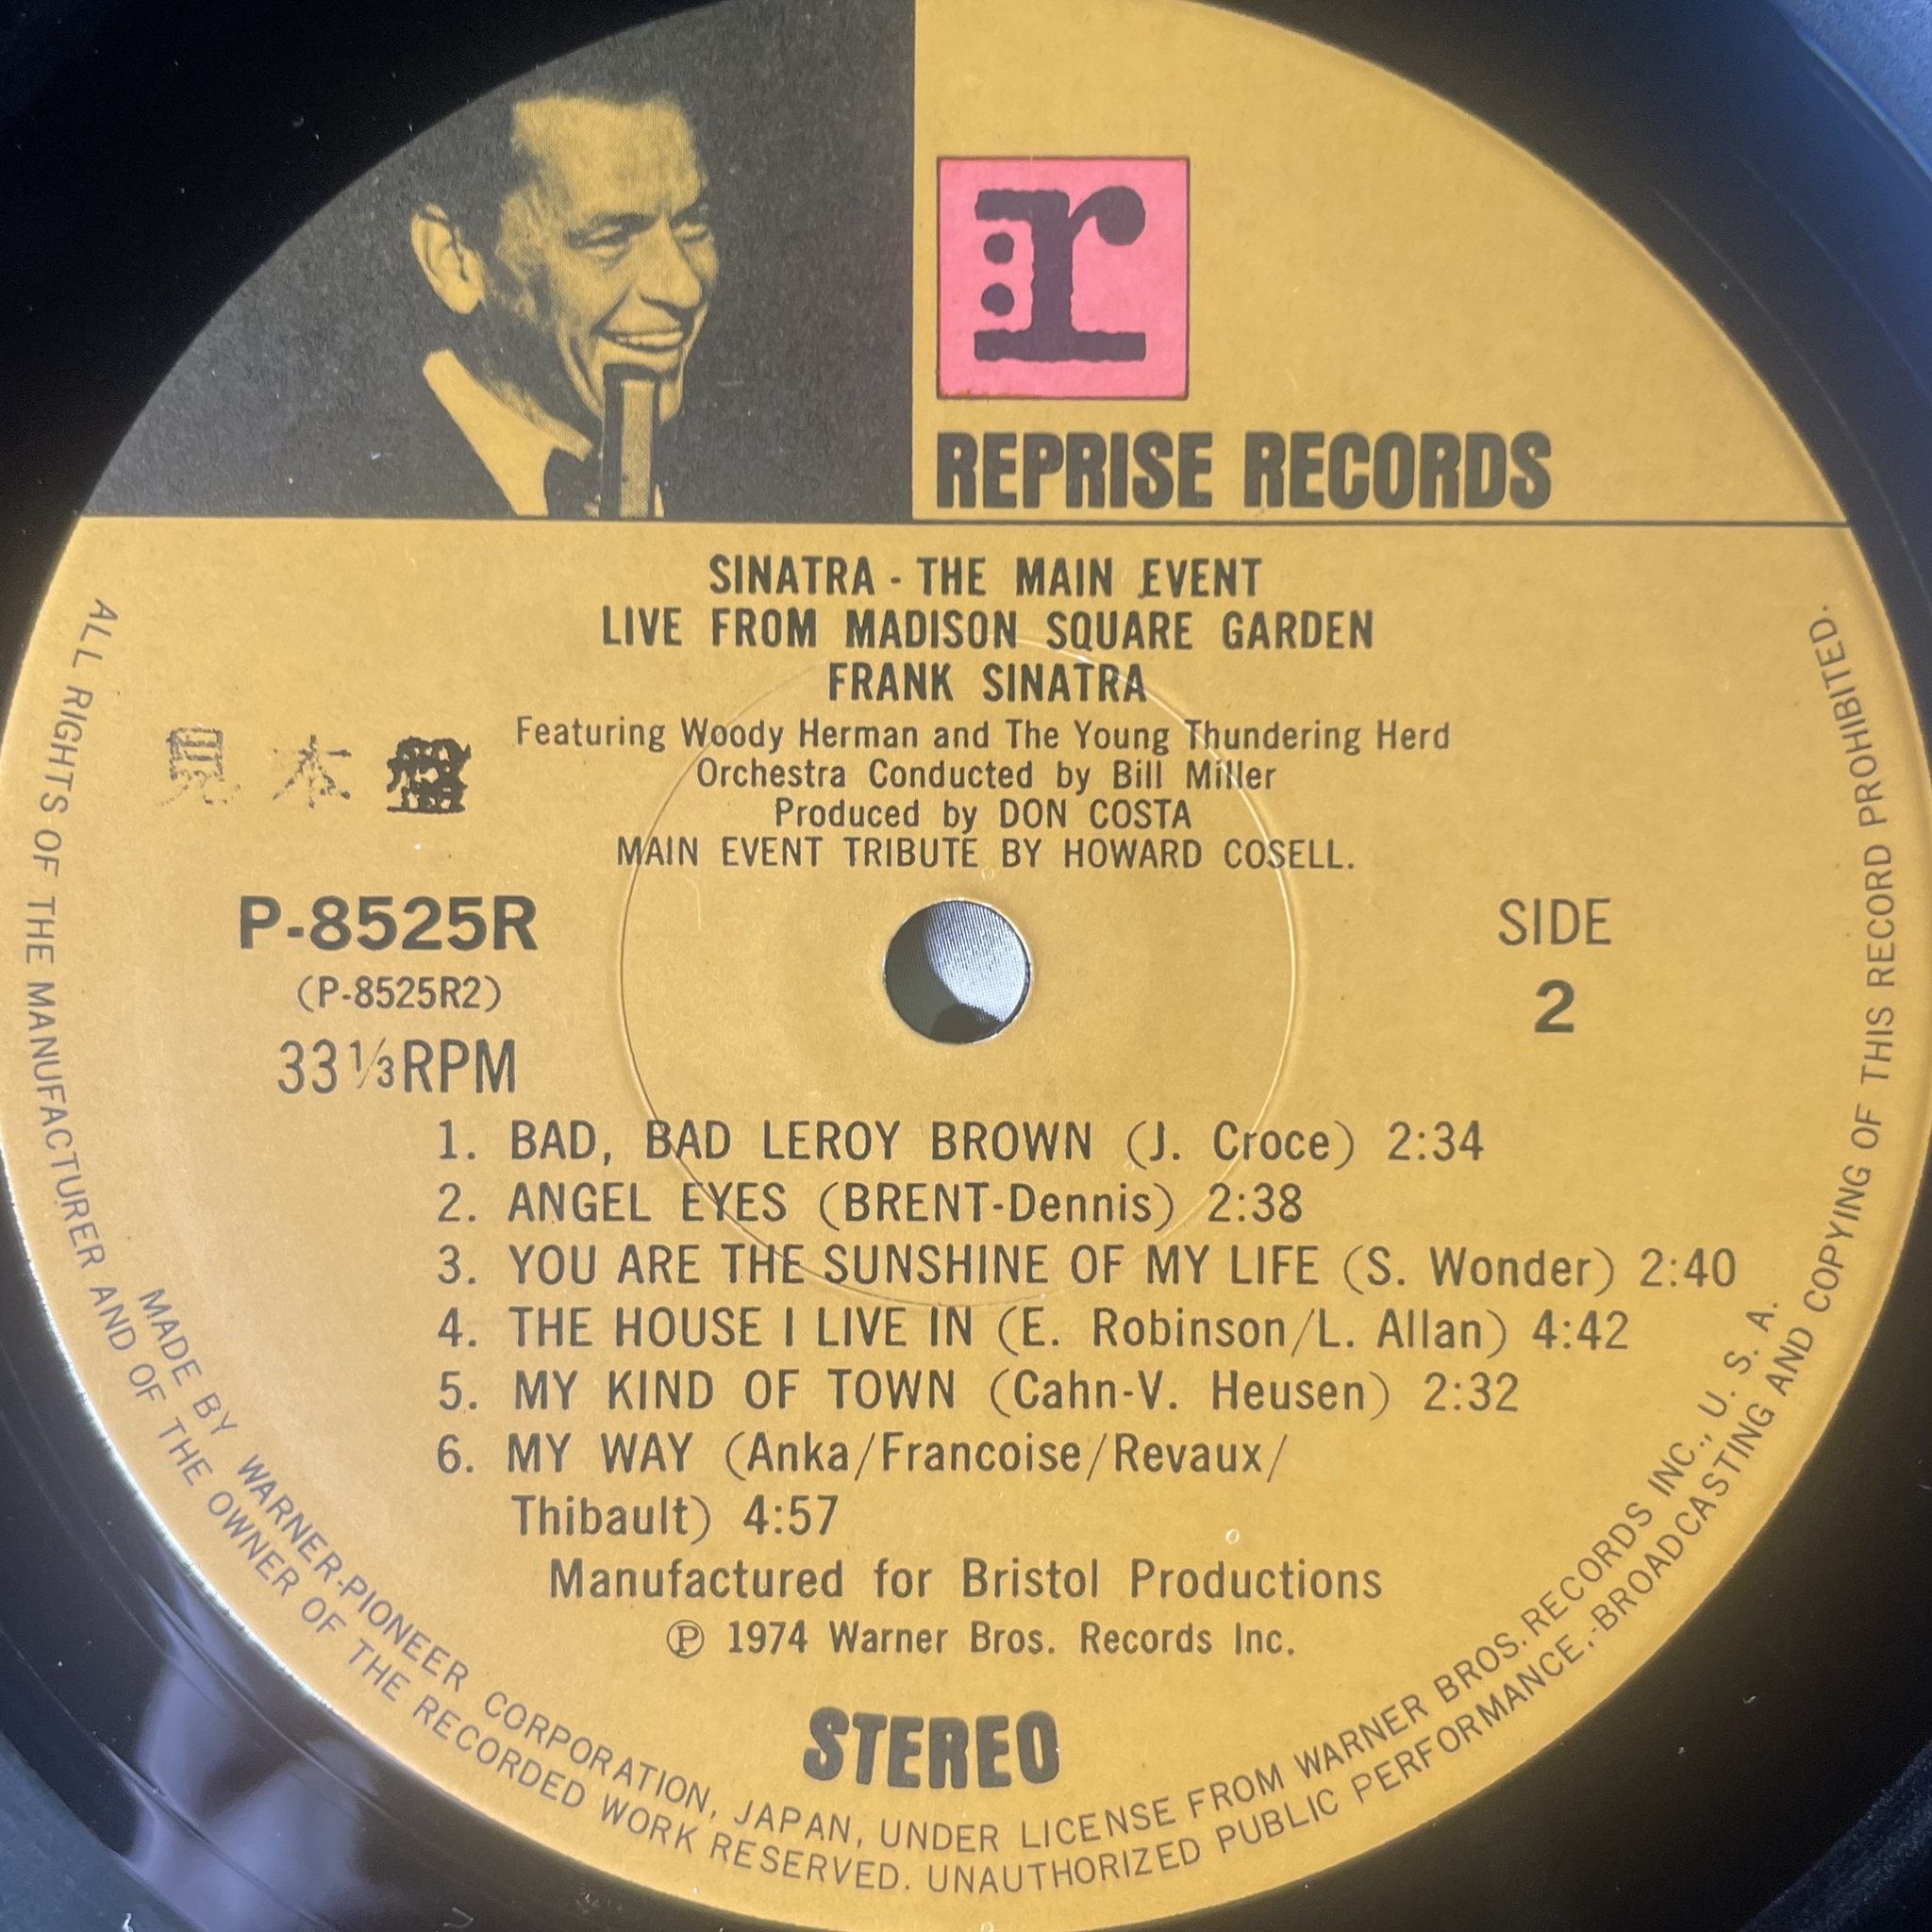 r
REPRISE RECORDS
SINATRA - THE MAIN EVENT
LIVE FROM MADISON SQUARE GARDEN
FRANK SINATRA
Featuring Woody Herman and The Young Thundering Herd
Orchestra Conducted by Bill Miller
Produced by DON COSTA
MAIN EVENT TRIBUTE BY HOWARD COSELL.
見本盤
P-8525R
(P-8525R2)
33 1/3 RPM
SIDE
2
1. BAD, BAD LEROY BROWN (J. Croce) 2:34
2. ANGEL EYES (BRENT-Dennis) 2:38
3. YOU ARE THE SUNSHINE OF MY LIFE (S. Wonder) 2:40
4. THE HOUSE I LIVE IN (E. Robinson/L. Allan) 4:42
5. MY KIND OF TOWN (Cahn-V. Heusen) 2:32
6. MY WAY (Anka/Francoise/Revaux/
Thibault) 4:57
Manufactured for Bristol Productions
℗ 1974 Warner Bros. Records Inc.
STEREO
MADE BY WARNER-PIONEER CORPORATION, JAPAN, UNDER LICENSE FROM WARNER BROS. RECORDS INC., U. S. A.
ALL RIGHTS OF THE MANUFACTURER AND OF THE OWNER OF THE RECORDED WORK RESERVED. UNAUTHORIZED PUBLIC PERFORMANCE,-BROADCASTING AND COPYING OF THIS RECORD PROHIBITED.